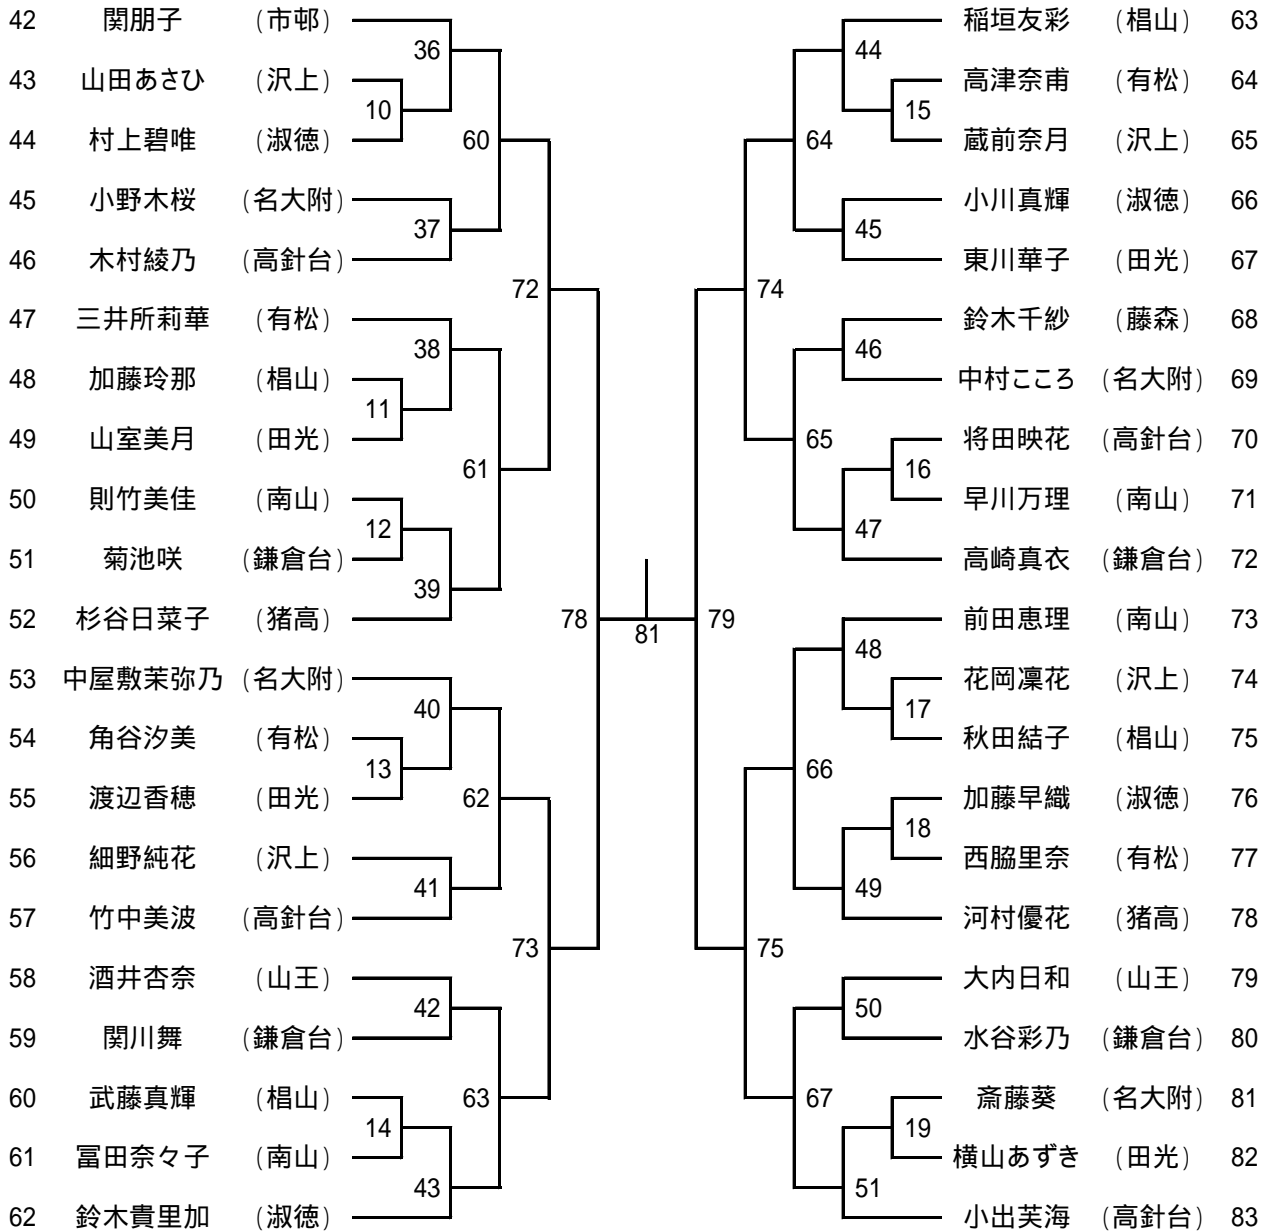 42 関朋子 (市邨)
36
43 山田あさひ (沢上)
10
44 村上碧唯 (淑徳)
60
45 小野木桜 (名大附)
37
46 木村綾乃 (高針台)
72
47 三井所莉華 (有松)
38
48 加藤玲那 (椙山)
11
49 山室美月 (田光)
61
50 則竹美佳 (南山)
12
51 菊池咲 (鎌倉台)
39
52 杉谷日菜子 (猪高)
78
81
53 中屋敷茉弥乃 (名大附)
40
54 角谷汐美 (有松)
13
55 渡辺香穂 (田光)
62
56 細野純花 (沢上)
41
57 竹中美波 (高針台)
73
58 酒井杏奈 (山王)
42
59 関川舞 (鎌倉台)
60 武藤真輝 (椙山)
63
14
61 冨田奈々子 (南山)
43
62 鈴木貴里加 (淑徳)
稲垣友彩 (椙山) 63
44
高津奈甫 (有松) 64
15
蔵前奈月 (沢上) 65
64
小川真輝 (淑徳) 66
45
東川華子 (田光) 67
74
鈴木千紗 (藤森) 68
46
中村こころ (名大附) 69
将田映花 (高針台) 70
65
16
早川万理 (南山) 71
47
高崎真衣 (鎌倉台) 72
79
前田恵理 (南山) 73
48
花岡凜花 (沢上) 74
17
秋田結子 (椙山) 75
66
加藤早織 (淑徳) 76
18
西脇里奈 (有松) 77
49
河村優花 (猪高) 78
75
大内日和 (山王) 79
50
水谷彩乃 (鎌倉台) 80
67
斎藤葵 (名大附) 81
19
横山あずき (田光) 82
51
小出芙海 (高針台) 83